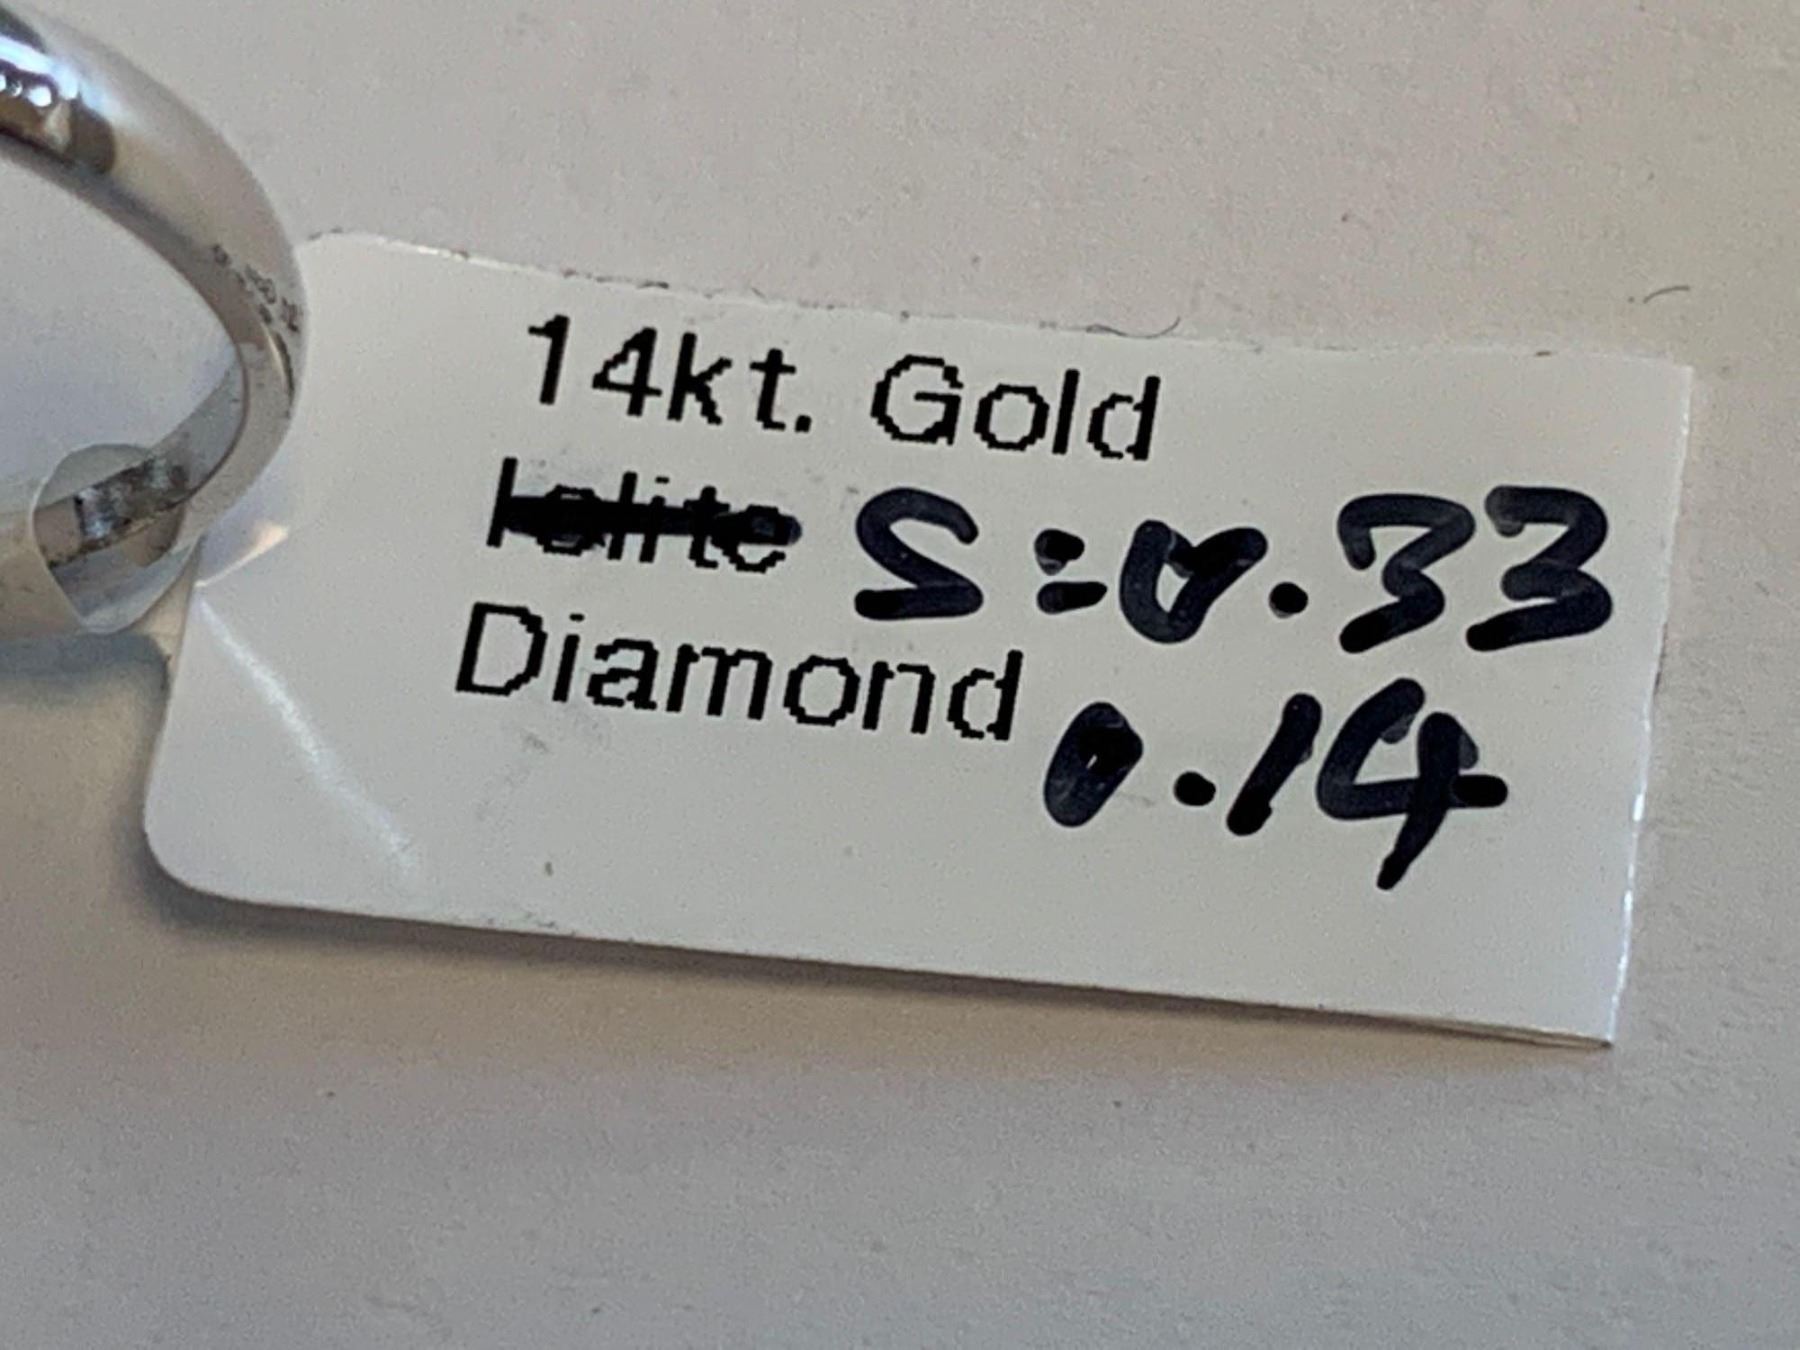 14kt. Gold
Iolite S=0.33
Diamond 0.14